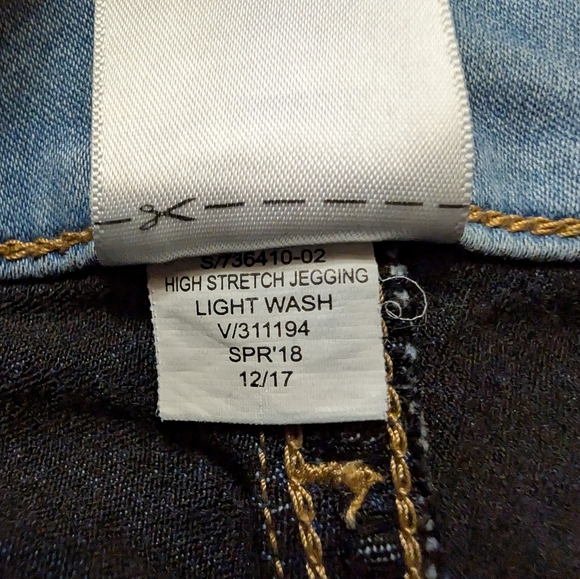 S/736410-02
HIGH STRETCH JEGGING
LIGHT WASH
V/311194
SPR'18
12/17